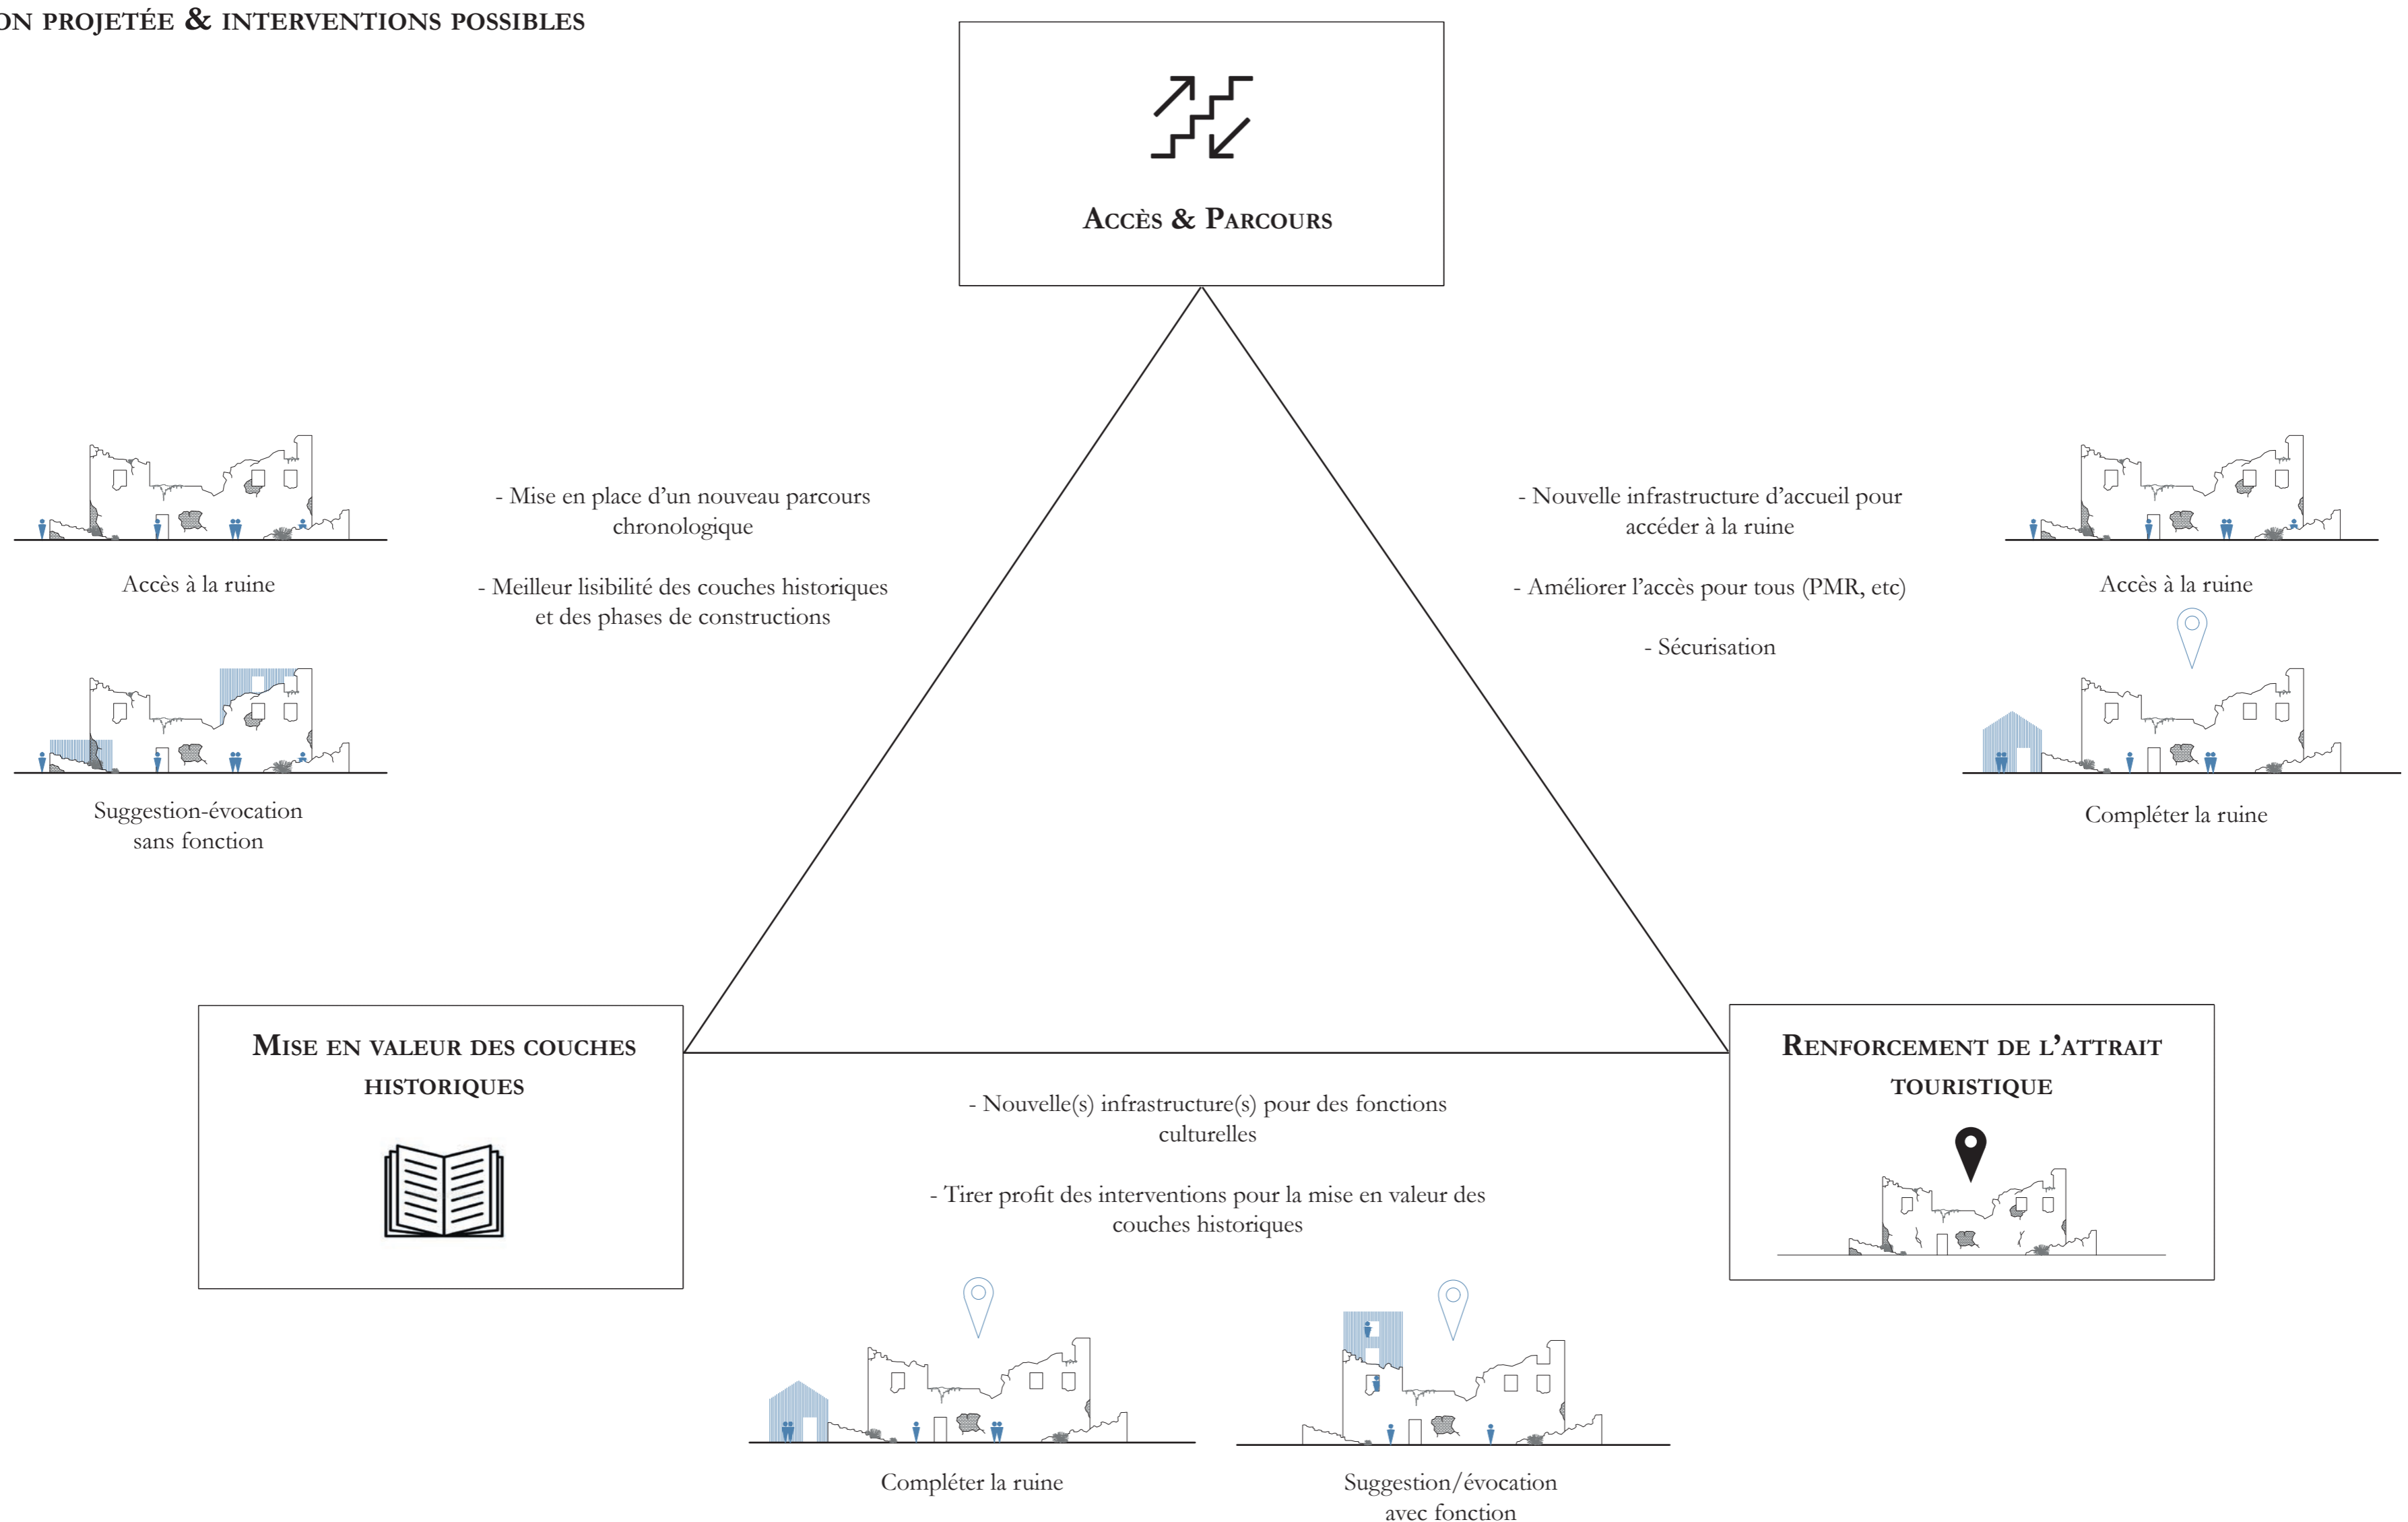 ON PROJETÉE & INTERVENTIONS POSSIBLES
ACCÈS & PARCOURS
- Mise en place d'un nouveau parcours
chronologique
- Meilleur lisibilité des couches historiques
et des phases de constructions
Accès à la ruine
Suggestion-évocation
sans fonction
- Nouvelle infrastructure d'accueil pour
accéder à la ruine
- Améliorer l'accès pour tous (PMR, etc)
- Sécurisation
Accès à la ruine
Compléter la ruine
MISE EN VALEUR DES COUCHES
HISTORIQUES
- Nouvelle(s) infrastructure(s) pour des fonctions
culturelles
- Tirer profit des interventions pour la mise en valeur des
couches historiques
Compléter la ruine
Suggestion/évocation
avec fonction
RENFORCEMENT DE L'ATTRAIT
TOURISTIQUE